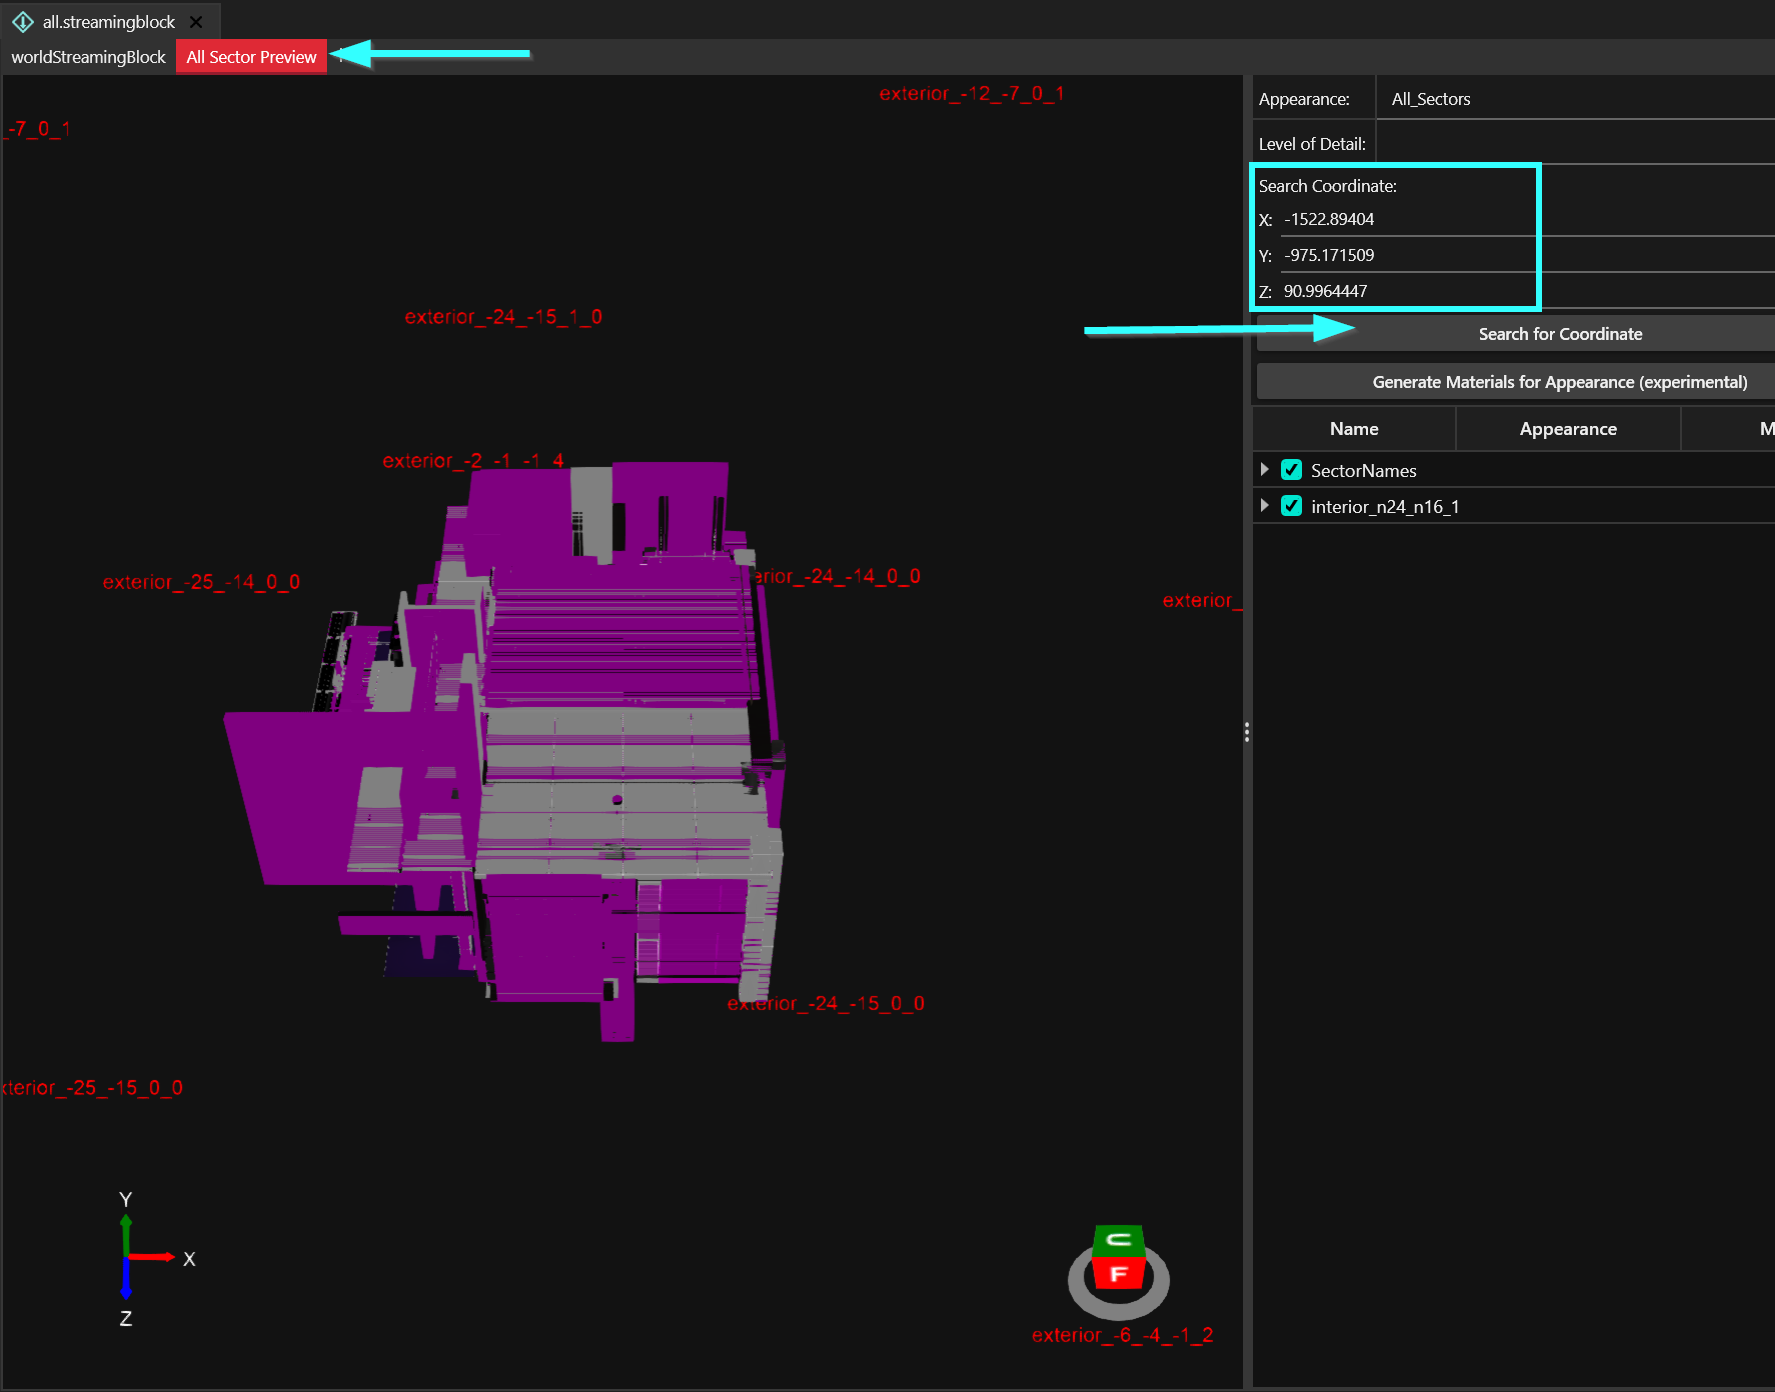 all.streamingblock
worldStreamingBlock All Sector Preview
exterior_-12_-7_0_1
_-7_0_1
exterior_-24_-15_1_0
exterior_-2_-1_-1_4
exterior_-25_-14_0_0
erior_-24_-14_0_0
exterior_
exterior_-24_-15_0_0
xterior_-25_-15_0_0
Y
X
Z
U
F
exterior_-6_-4_-1_2
Appearance: All_Sectors
Level of Detail:
Search Coordinate:
X: -1522.89404
Y: -975.171509
Z: 90.9964447
Search for Coordinate
Generate Materials for Appearance (experimental)
Name Appearance M
SectorNames
interior_n24_n16_1